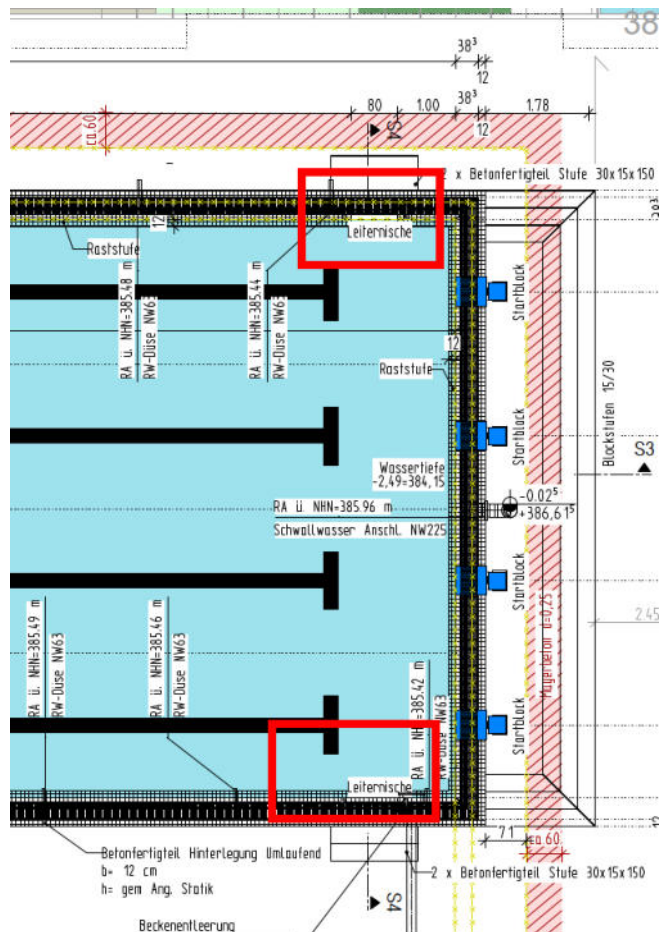 38
38³
12
80
1.00
38³
12
1.78
ca.60
S4
2 x Betonfertigteil Stufe 30x15x150
38³
12
Leiternische
Raststufe
RA ü. NHN=385.48 m
RW-Düse NW63
RA ü. NHN=385.44 m
RW-Düse NW63
Startblock
12
Raststufe
Blockstufen 15/30
Startblock
S3
Wassertiefe
-2,49=384,15
RA ü. NHN=385.96 m
Schwallwasser Anschl. NW225
-0.02⁵
+386,61⁵
RA ü. NHN=385.49 m
RW-Düse NW63
RA ü. NHN=385.46 m
RW-Düse NW63
Startblock
2.45
Magerbeton d=0,25
RA ü. NHN=385.42 m
RW-Düse NW63
Startblock
Leiternische
12
71
ca 60
Betonfertigteil Hinterlegung Umlaufend
b= 12 cm
h= gem Ang. Statik
2 x Betonfertigteil Stufe 30x15x150
S4
Beckenentleerung